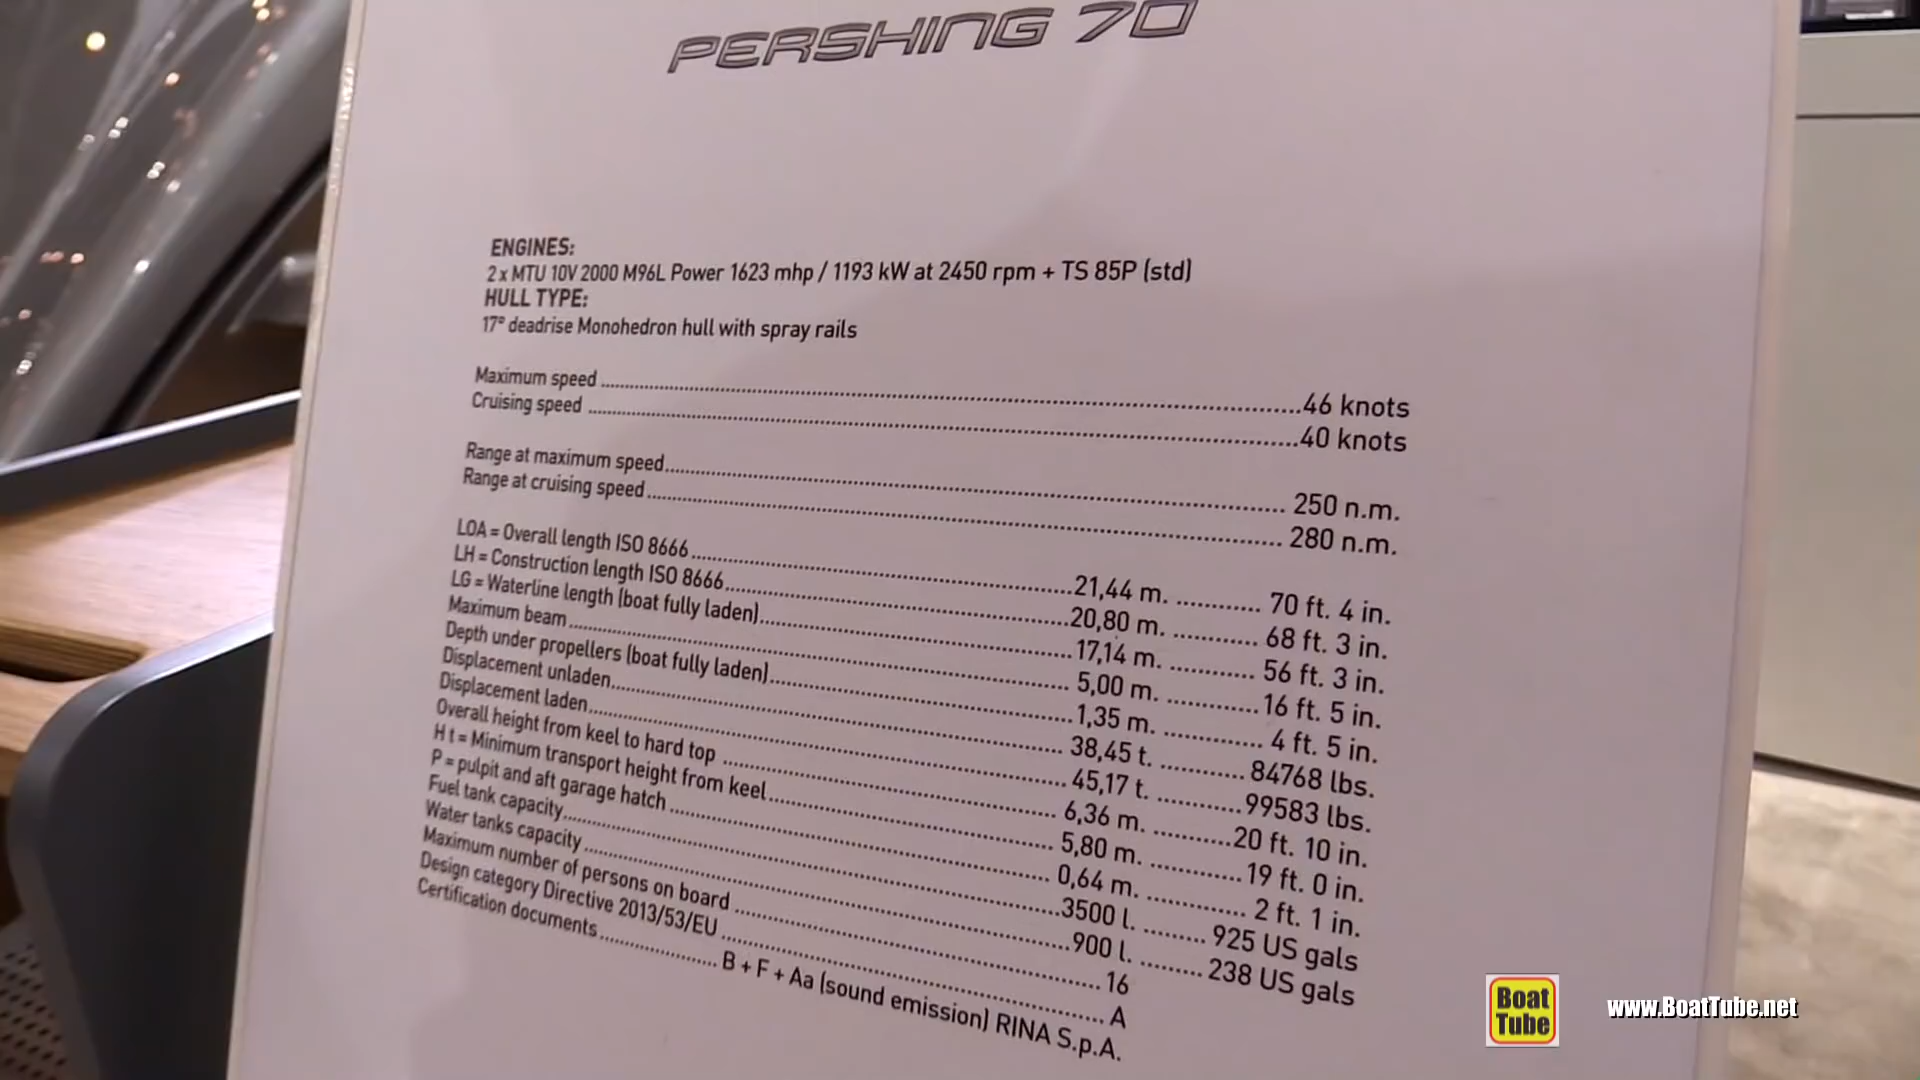 PERSHING 70
ENGINES:
2 x MTU 10V 2000 M96L Power 1623 mhp / 1193 kW at 2450 rpm + TS 85P (std)
HULL TYPE:
17° deadrise Monohedron hull with spray rails
Maximum speed ........ 46 knots
Cruising speed ........ 40 knots
Range at maximum speed ........ 250 n.m.
Range at cruising speed ........ 280 n.m.
LOA = Overall length ISO 8666 ........ 21,44 m. ........ 70 ft. 4 in.
LH = Construction length ISO 8666 ........ 20,80 m. ........ 68 ft. 3 in.
LG = Waterline length (boat fully laden) ........ 17,14 m. ........ 56 ft. 3 in.
Maximum beam ........ 5,00 m. ........ 16 ft. 5 in.
Depth under propellers (boat fully laden) ........ 1,35 m. ........ 4 ft. 5 in.
Displacement unladen ........ 38,45 t. ........ 84768 lbs.
Displacement laden ........ 45,17 t. ........ 99583 lbs.
Overall height from keel to hard top ........ 6,36 m. ........ 20 ft. 10 in.
H t = Minimum transport height from keel ........ 5,80 m. ........ 19 ft. 0 in.
P = pulpit and aft garage hatch ........ 0,64 m. ........ 2 ft. 1 in.
Fuel tank capacity ........ 3500 l. ........ 925 US gals
Water tanks capacity ........ 900 l. ........ 238 US gals
Maximum number of persons on board ........ 16
Design category Directive 2013/53/EU ........ A
Certification documents ........ B + F + Aa (sound emission) RINA S.p.A.
Boat
Tube
www.BoatTube.net